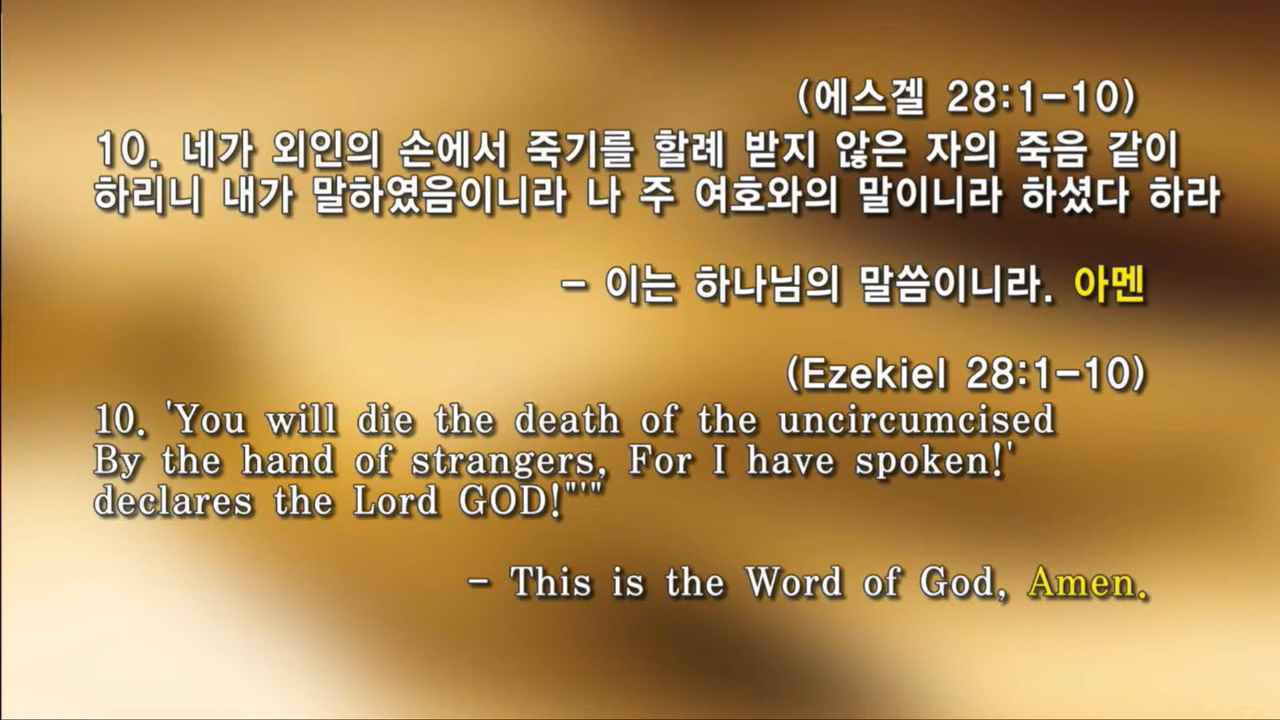 (에스겔 28:1-10)
10. 네가 외인의 손에서 죽기를 할례 받지 않은 자의 죽음 같이
하리니 내가 말하였음이니라 나 주 여호와의 말이니라 하셨다 하라
- 이는 하나님의 말씀이니라. 아멘
(Ezekiel 28:1-10)
10. 'You will die the death of the uncircumcised
By the hand of strangers, For I have spoken!'
declares the Lord GOD!"'"
- This is the Word of God, Amen.